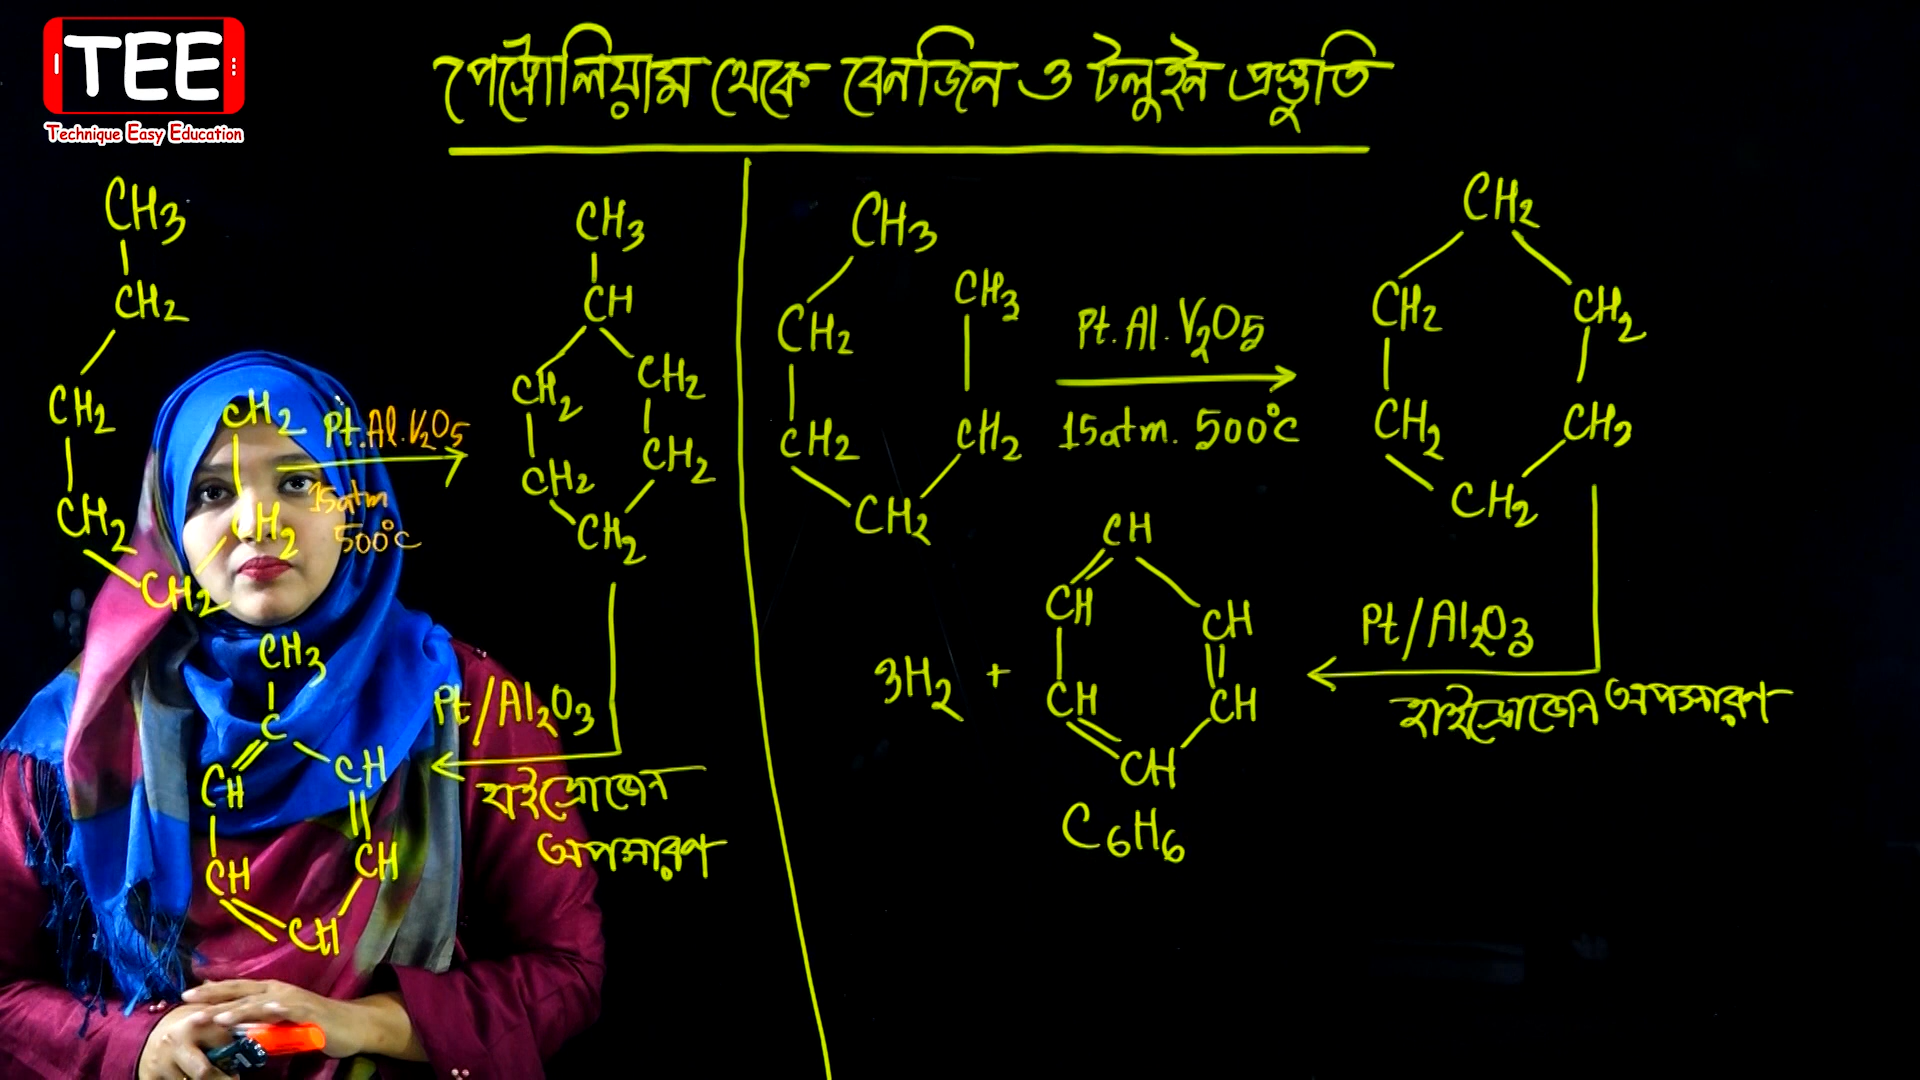 TEE
Technique Easy Education
পেট্রোলিয়াম থেকে বেনজিন ও টলুইন প্রস্তুতি
CH3
CH2
CH2
CH2
CH2
CH2
CH2
Pt.Al.V2O5
15atm
500°C
CH3
CH
CH2
CH2
CH2
CH2
CH2
Pt/Al2O3
হাইড্রোজেন
অপসারণ
CH3
C
CH
CH
CH
CH
CH
CH3
CH3
CH2
CH2
CH2
CH2
Pt.Al.V2O5
15atm. 500°C
CH2
CH2
CH2
CH2
CH2
CH2
Pt/Al2O3
হাইড্রোজেন অপসারণ
3H2 +
CH
CH
CH
CH
CH
CH
C6H6